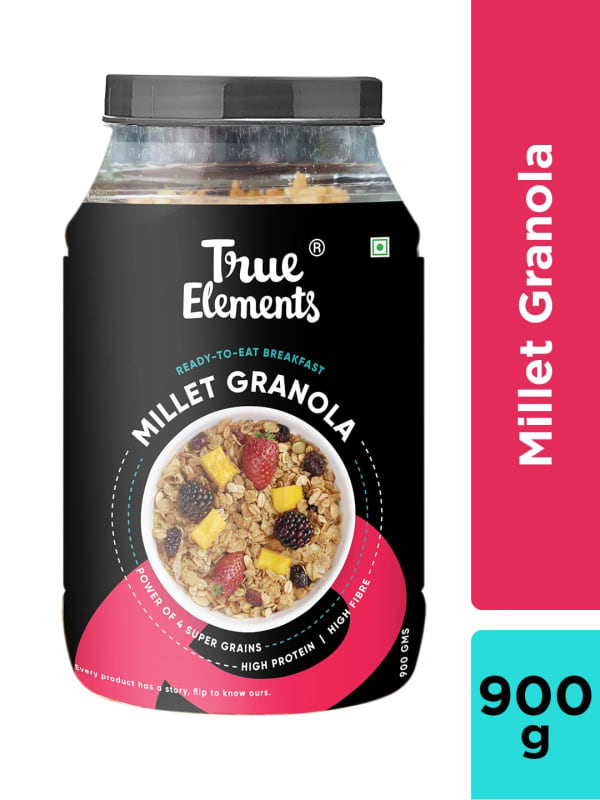 True ®
Elements
READY-TO-EAT BREAKFAST
MILLET GRANOLA
POWER OF 4 SUPER GRAINS
HIGH PROTEIN | HIGH FIBRE
900 GMS
Every product has a story, flip to know ours.
Millet Granola
900
g